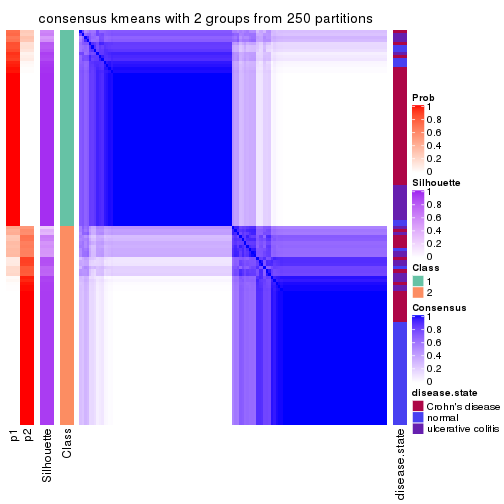 consensus kmeans with 2 groups from 250 partitions
Prob
1
0.8
0.6
0.4
0.2
0
Silhouette
1
0.8
0.6
0.4
0.2
0
Class
1
2
Consensus
1
0.8
0.6
0.4
0.2
0
disease.state
Crohn's disease
normal
ulcerative colitis
p1
p2
Silhouette
Class
disease.state